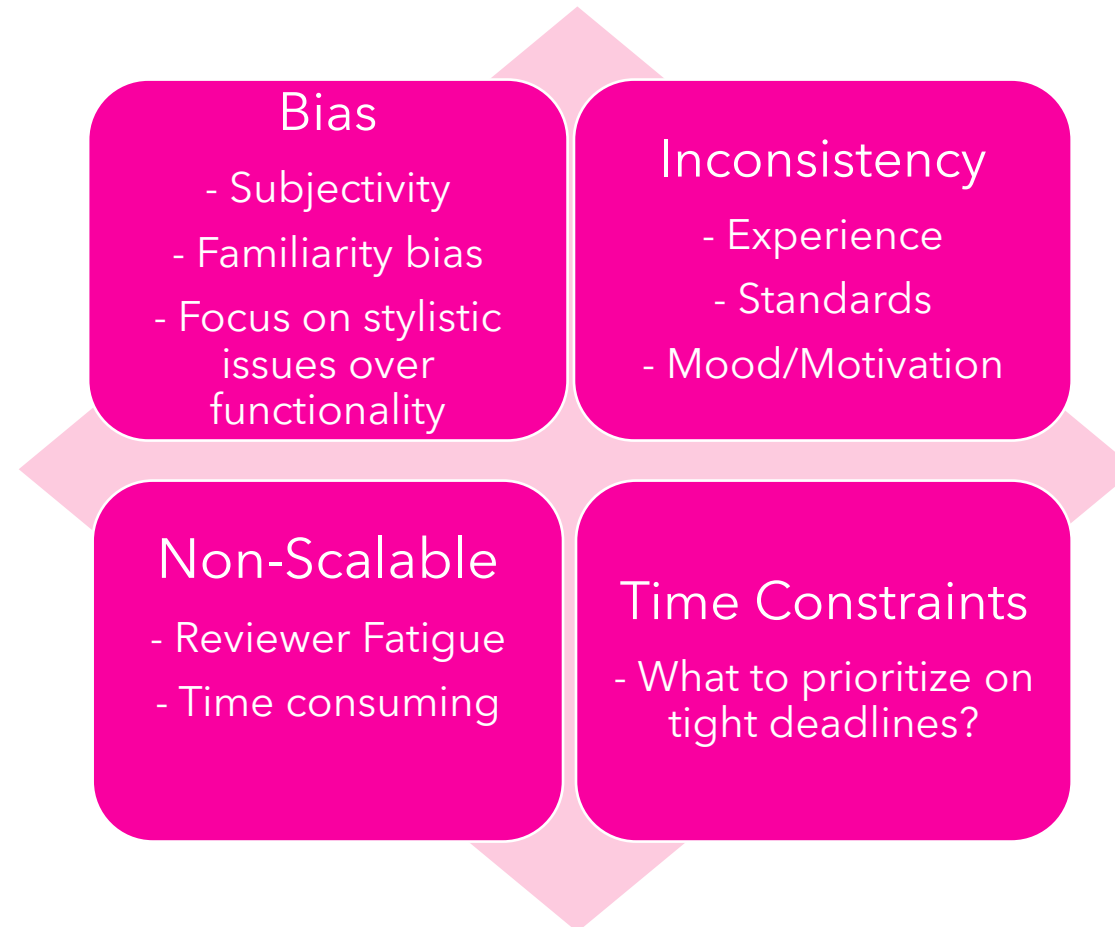 Bias
- Subjectivity
- Familiarity bias
- Focus on stylistic
issues over
functionality
Inconsistency
- Experience
- Standards
- Mood/Motivation
Non-Scalable
- Reviewer Fatigue
- Time consuming
Time Constraints
- What to prioritize on
tight deadlines?